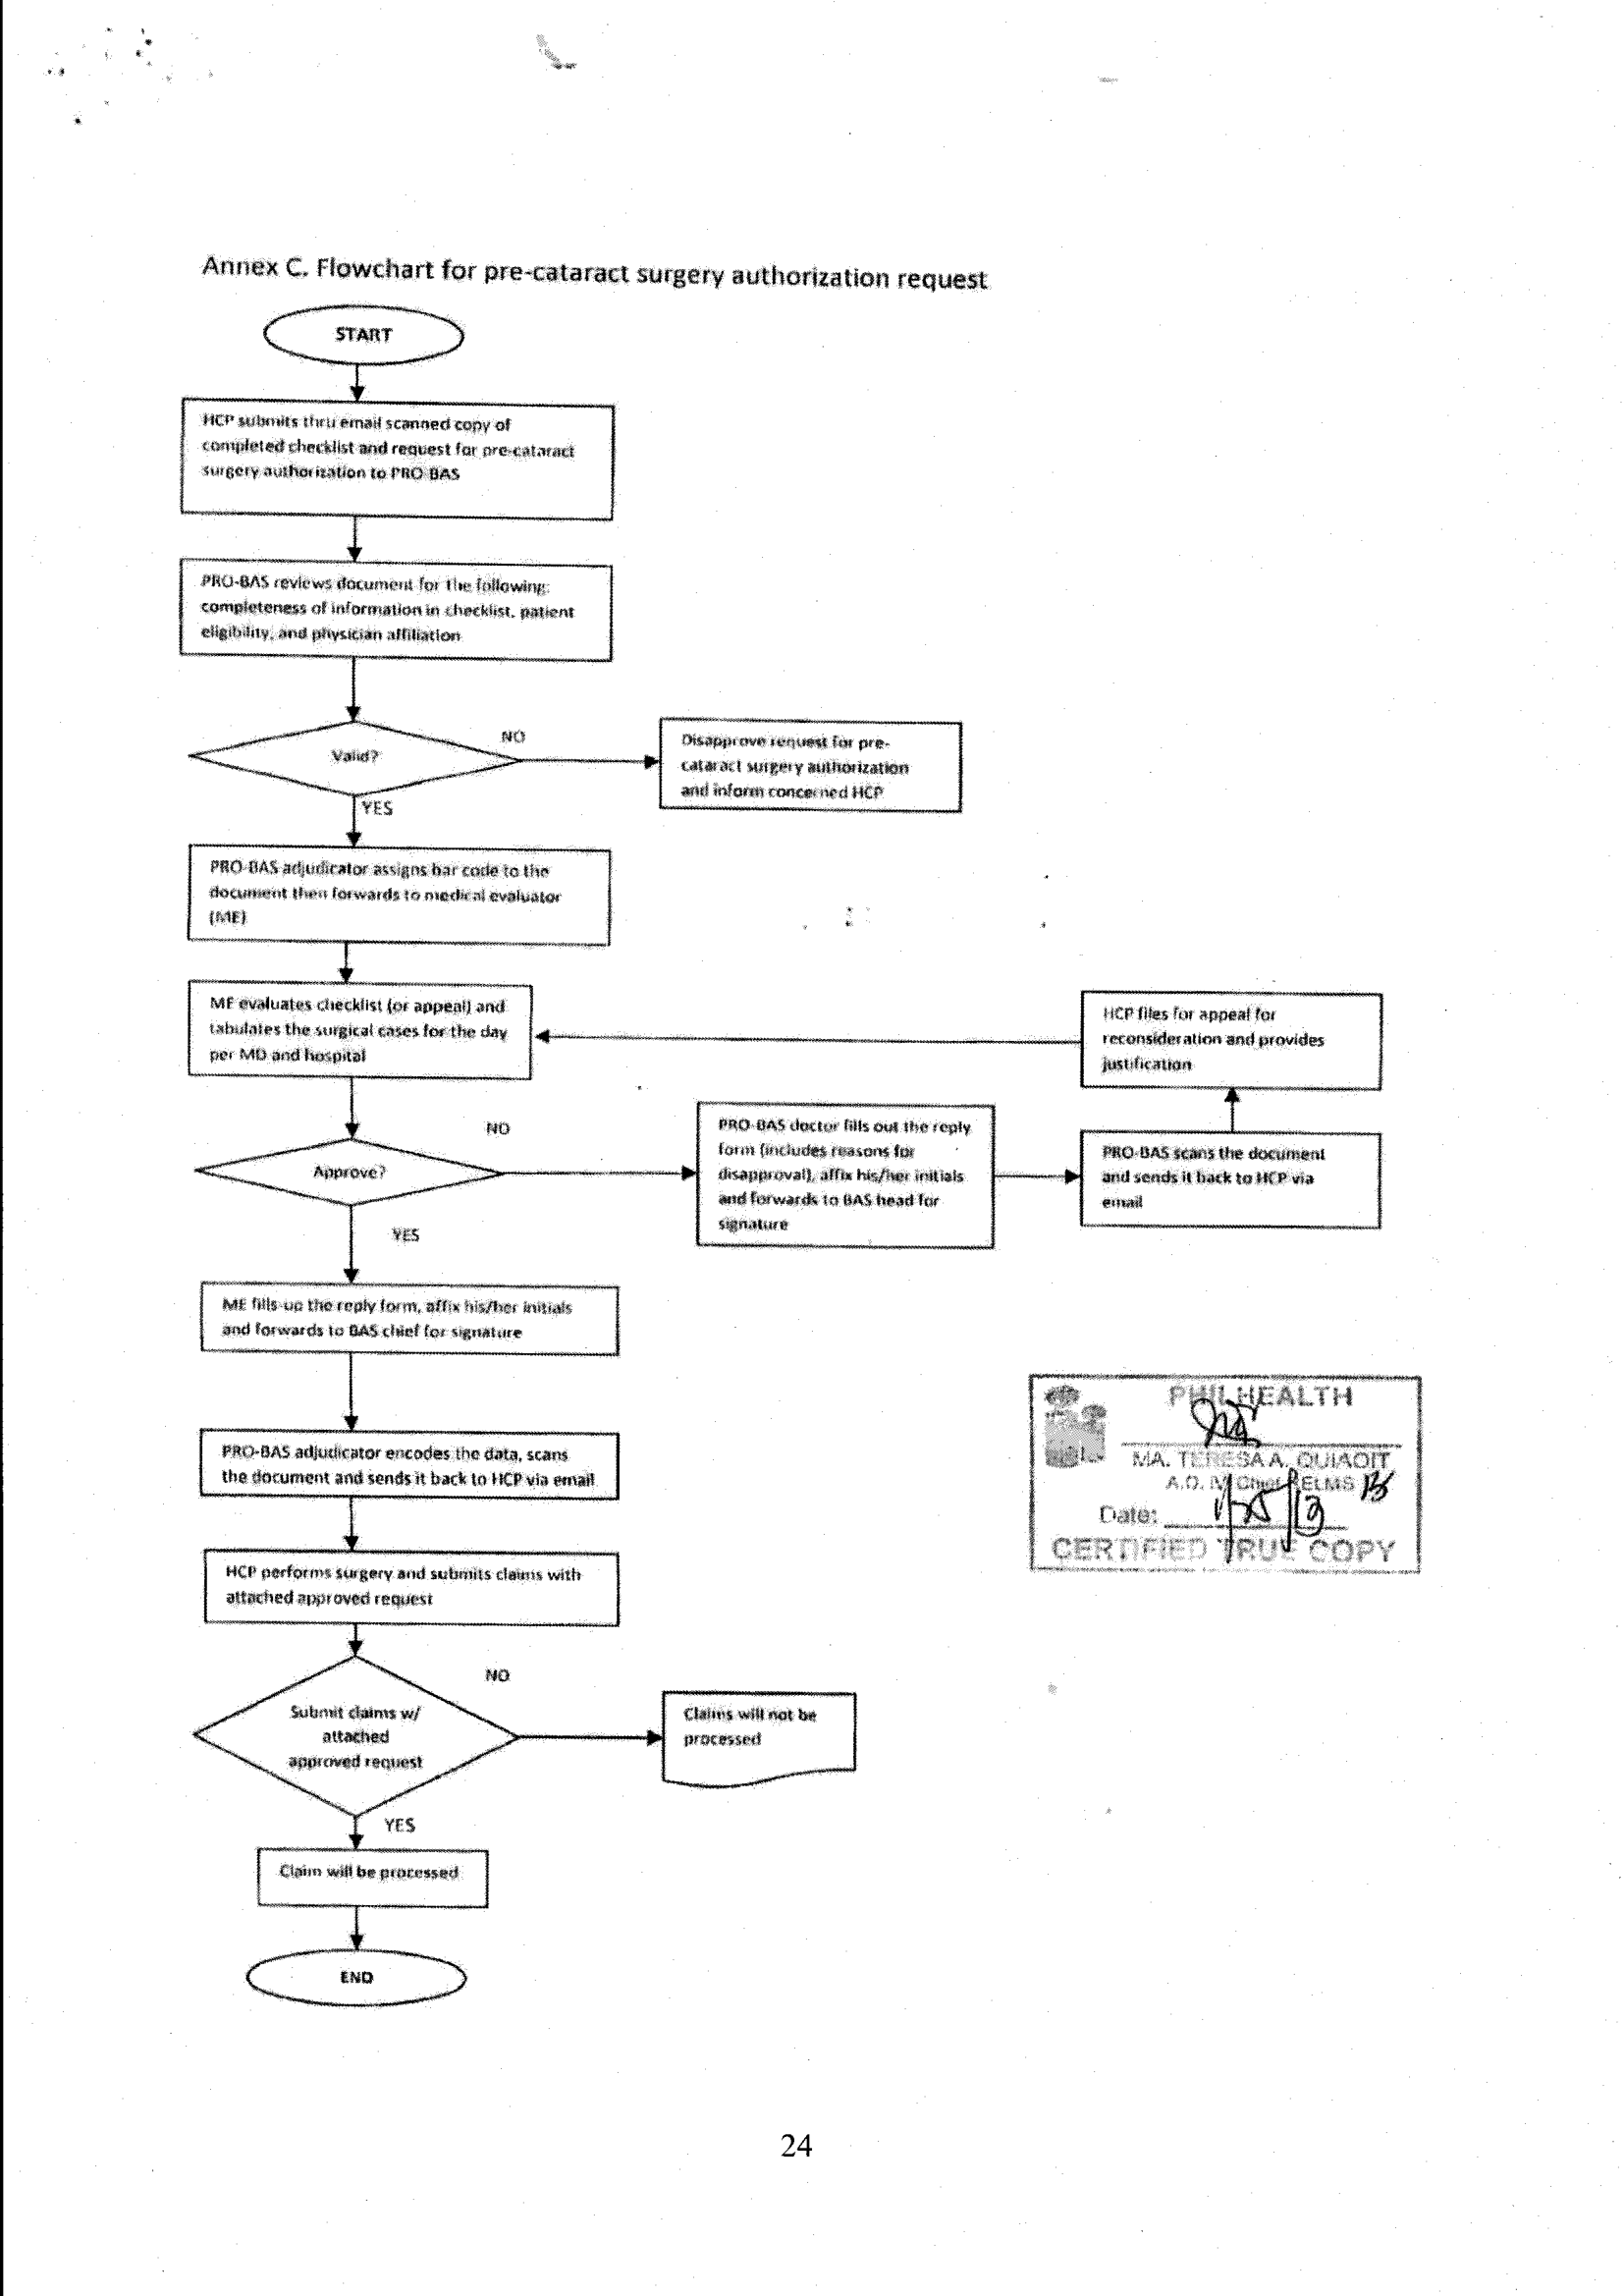 Annex C. Flowchart for pre-cataract surgery authorization request
START
HCP submits thru email scanned copy of
completed checklist and request for pre-cataract
surgery authorization to PRO-BAS
PRO-BAS reviews document for the following:
completeness of information in checklist, patient
eligibility, and physician affiliation
Valid?
NO
Disapprove request for pre-
cataract surgery authorization
and inform concerned HCP
YES
PRO-BAS adjudicator assigns bar code to the
document then forwards to medical evaluator
(ME)
ME evaluates checklist (or appeal) and
tabulates the surgical cases for the day
per MD and hospital
HCP files for appeal for
reconsideration and provides
justification
Approve?
NO
PRO-BAS doctor fills out the reply
form (includes reasons for
disapproval), affix his/her initials
and forwards to BAS head for
signature
PRO-BAS scans the document
and sends it back to HCP via
email
YES
ME fills-up the reply form, affix his/her initials
and forwards to BAS chief for signature
PRO-BAS adjudicator encodes the data, scans
the document and sends it back to HCP via email
HCP performs surgery and submits claims with
attached approved request
Submit claims w/
attached
approved request
NO
Claims will not be
processed
YES
Claim will be processed
END
PHILHEALTH
MA. TERESA A. QUIAOIT
A.O. IV Chief RELMS
Date:
CERTIFIED TRUE COPY
24